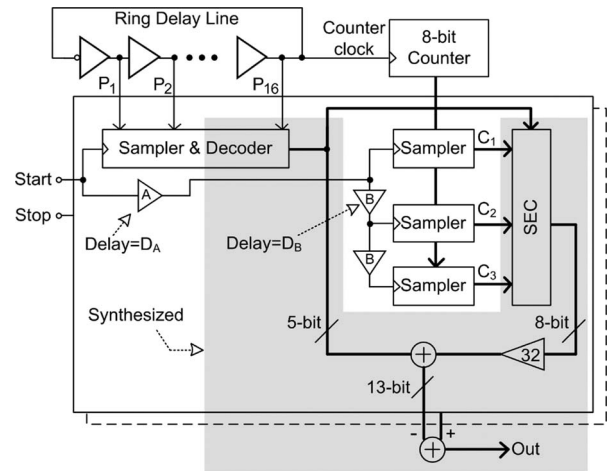 Ring Delay Line
Counter clock
8-bit Counter
P1
P2
P16
Sampler & Decoder
Sampler
C1
Start
A
Stop
B
Delay=DA
Delay=DB
Sampler
C2
SEC
B
Sampler
C3
Synthesized
5-bit
8-bit
32
+
13-bit
-
+
+
Out